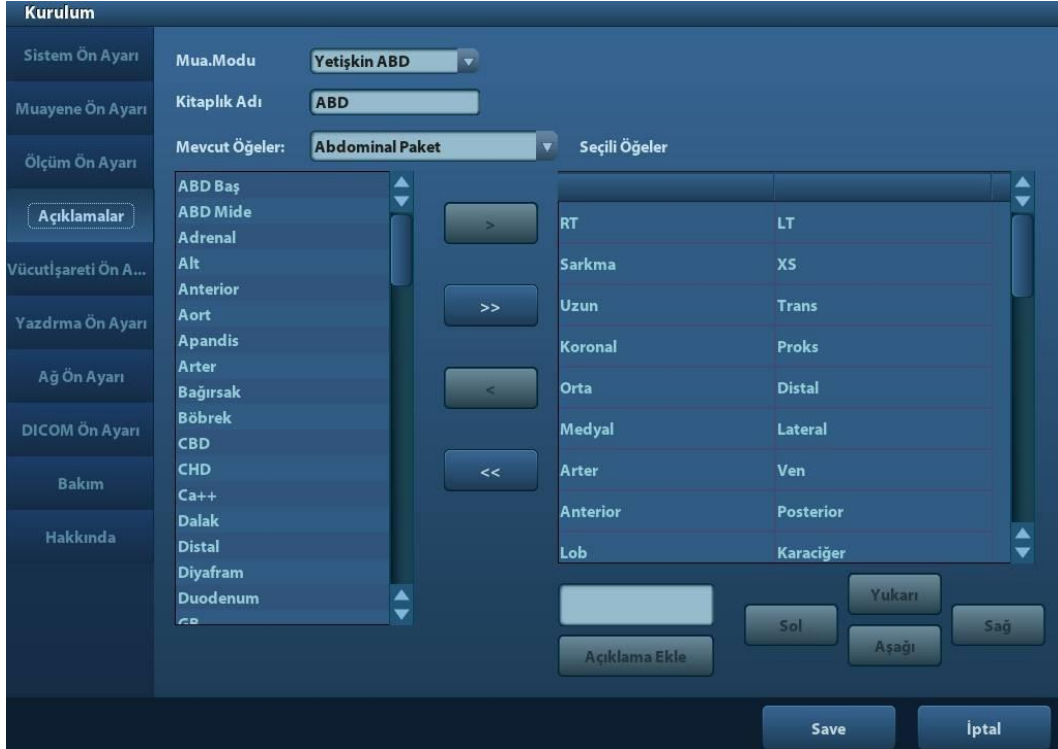 Kurulum
Sistem Ön Ayarı
Muayene Ön Ayarı
Ölçüm Ön Ayarı
Açıklamalar
Vücutİşareti Ön A...
Yazdrma Ön Ayarı
Ağ Ön Ayarı
DICOM Ön Ayarı
Bakım
Hakkında
Mua.Modu
Yetişkin ABD
Kitaplık Adı
ABD
Mevcut Öğeler:
Abdominal Paket
Seçili Öğeler
ABD Baş
ABD Mide
Adrenal
Alt
Anterior
Aort
Apandis
Arter
Bağırsak
Böbrek
CBD
CHD
Ca++
Dalak
Distal
Diyafram
Duodenum
GB
>
>>
<
<<
RT LT
Sarkma XS
Uzun Trans
Koronal Proks
Orta Distal
Medyal Lateral
Arter Ven
Anterior Posterior
Lob Karaciğer
Açıklama Ekle
Sol
Yukarı
Aşağı
Sağ
Save
İptal